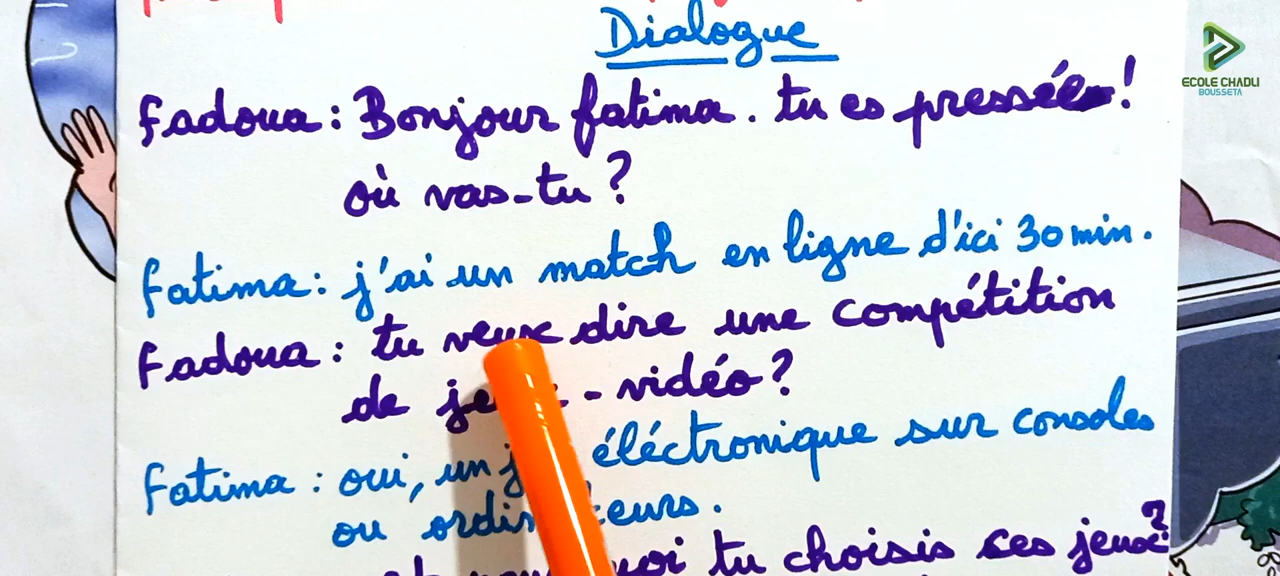 Dialogue
ECOLE CHADLI
BOUSSETA
Fadoua : Bonjour fatima. tu es pressée !
où vas-tu ?
fatima : j'ai un match en ligne d'ici 30 min.
Fadoua : tu veux dire une compétition
de - vidéo ?
fatima : oui, un éléctronique sur consoles
ou
tu choisis ces jeux ?